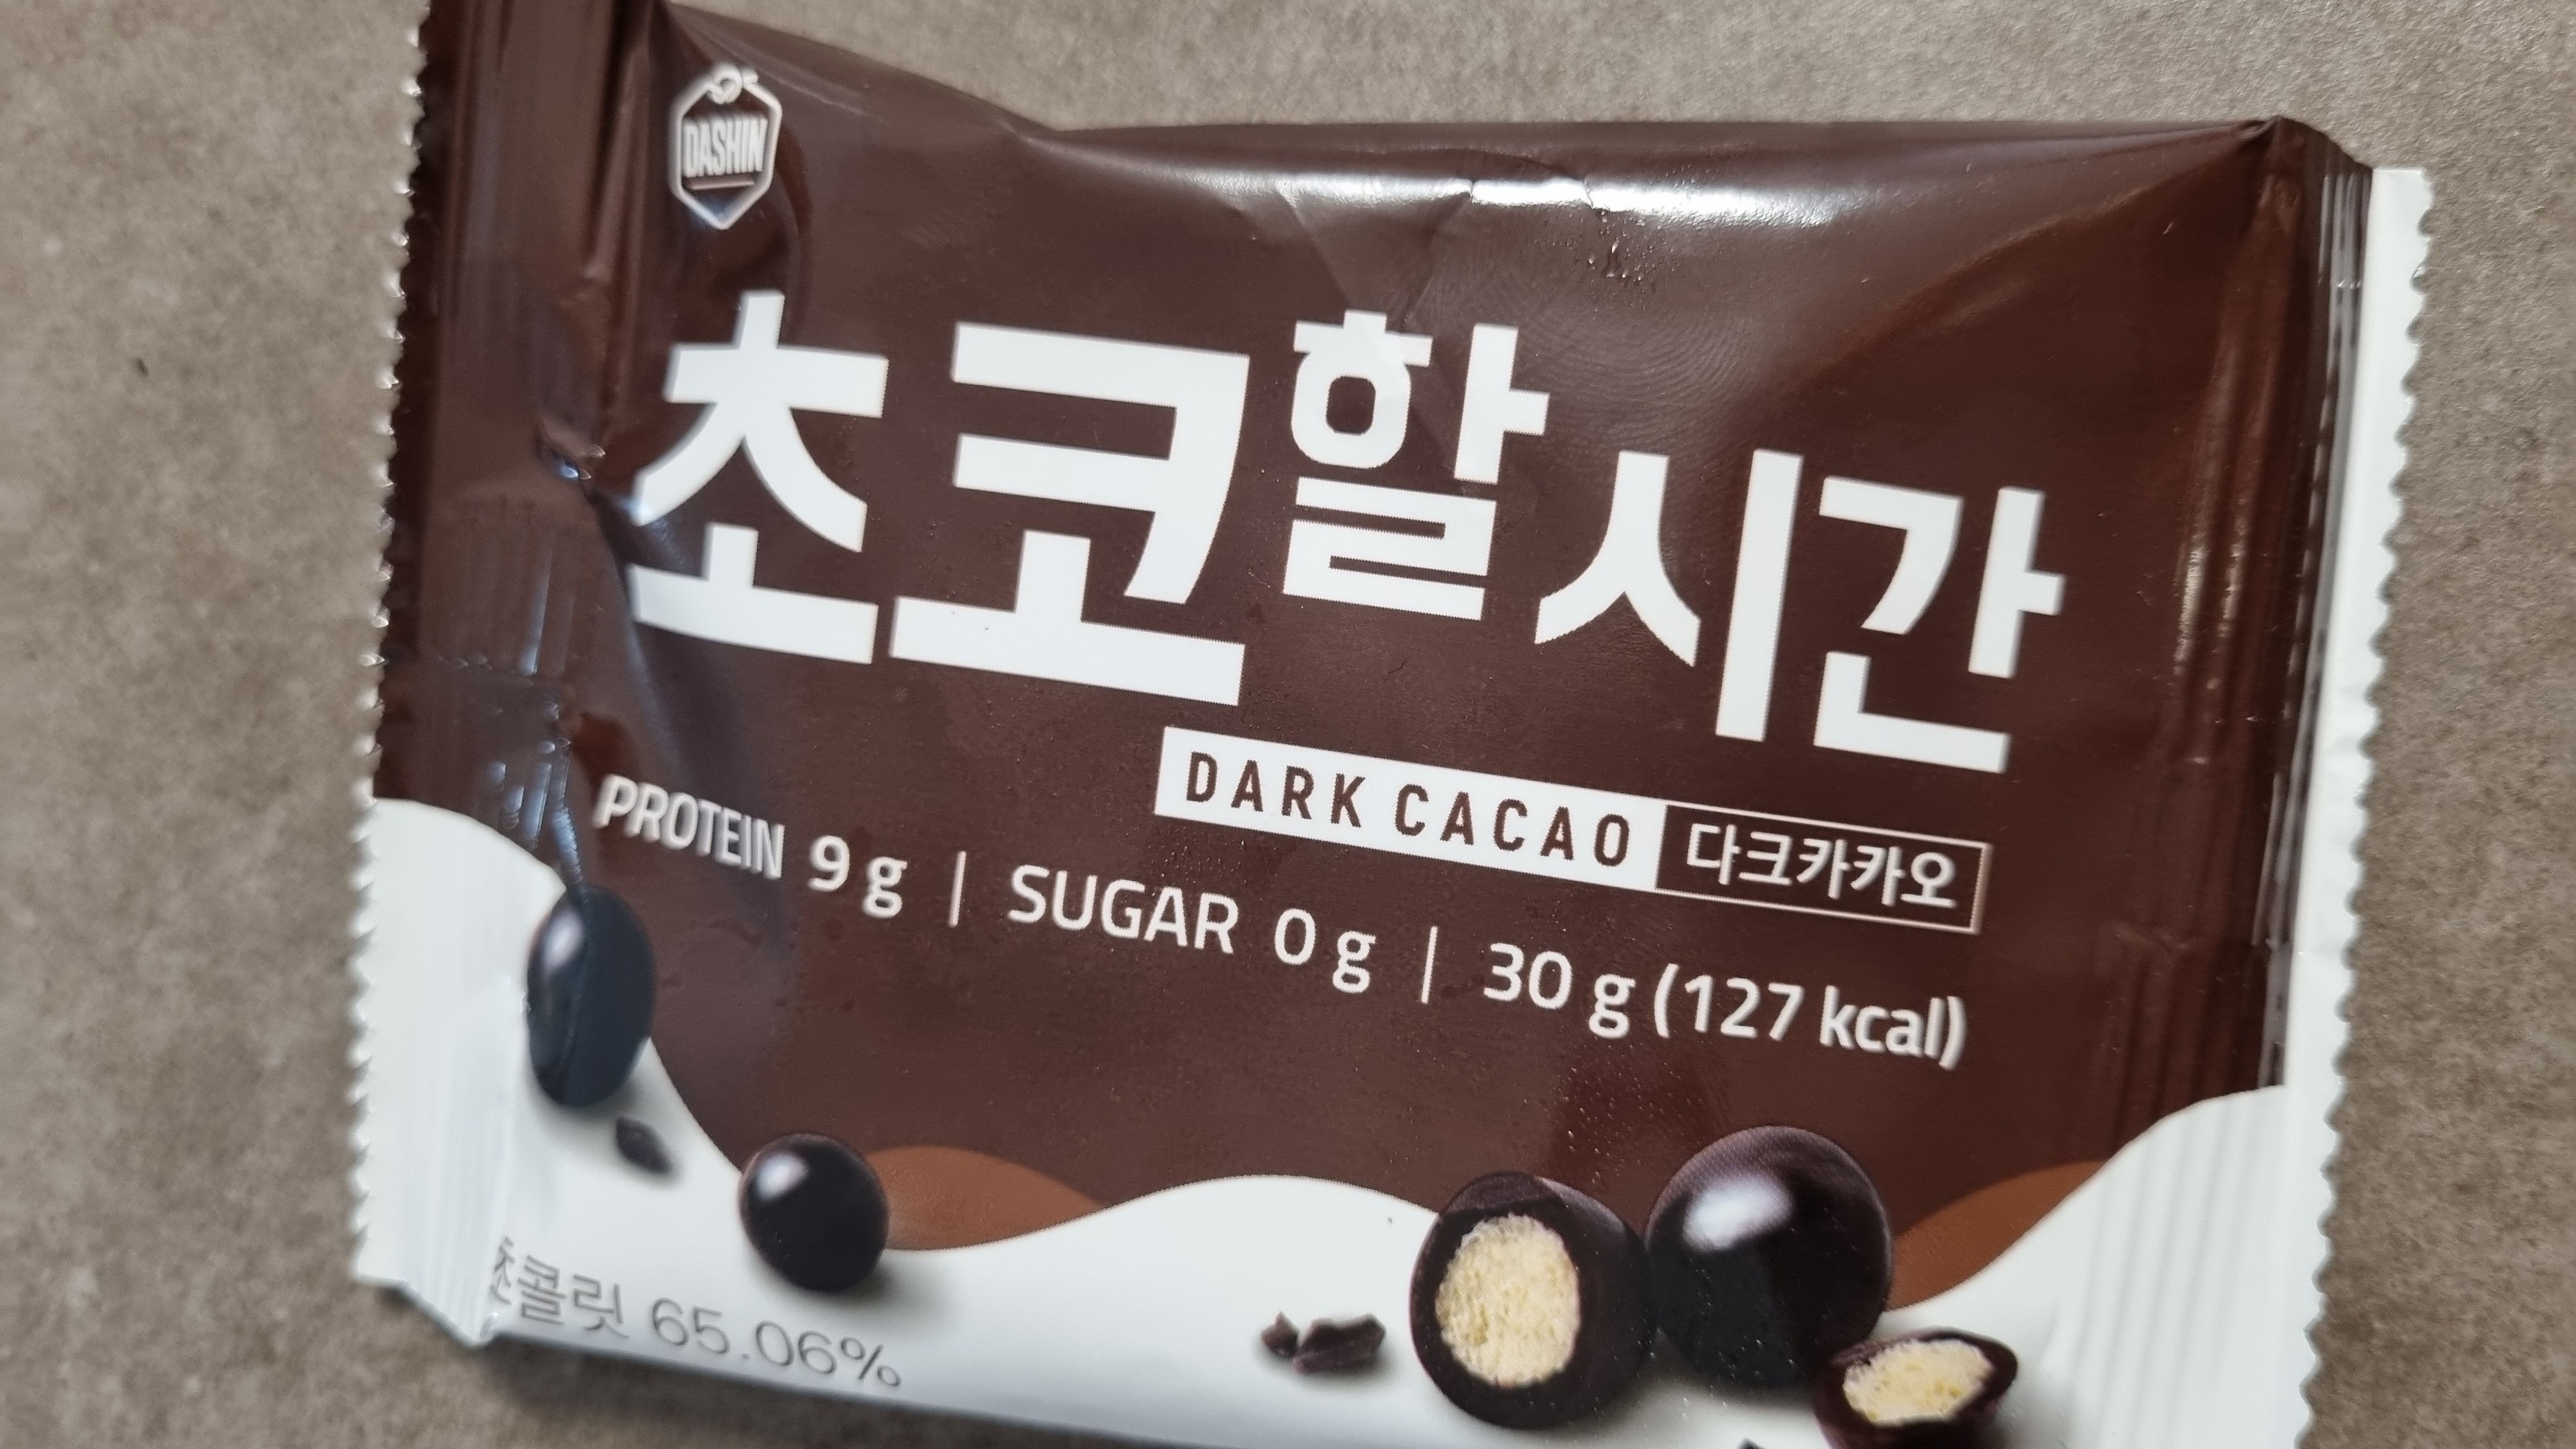 DASHIN
초코할시간
DARK CACAO 다크카카오
PROTEIN 9 g | SUGAR 0 g | 30 g (127 kcal)
초콜릿 65.06%